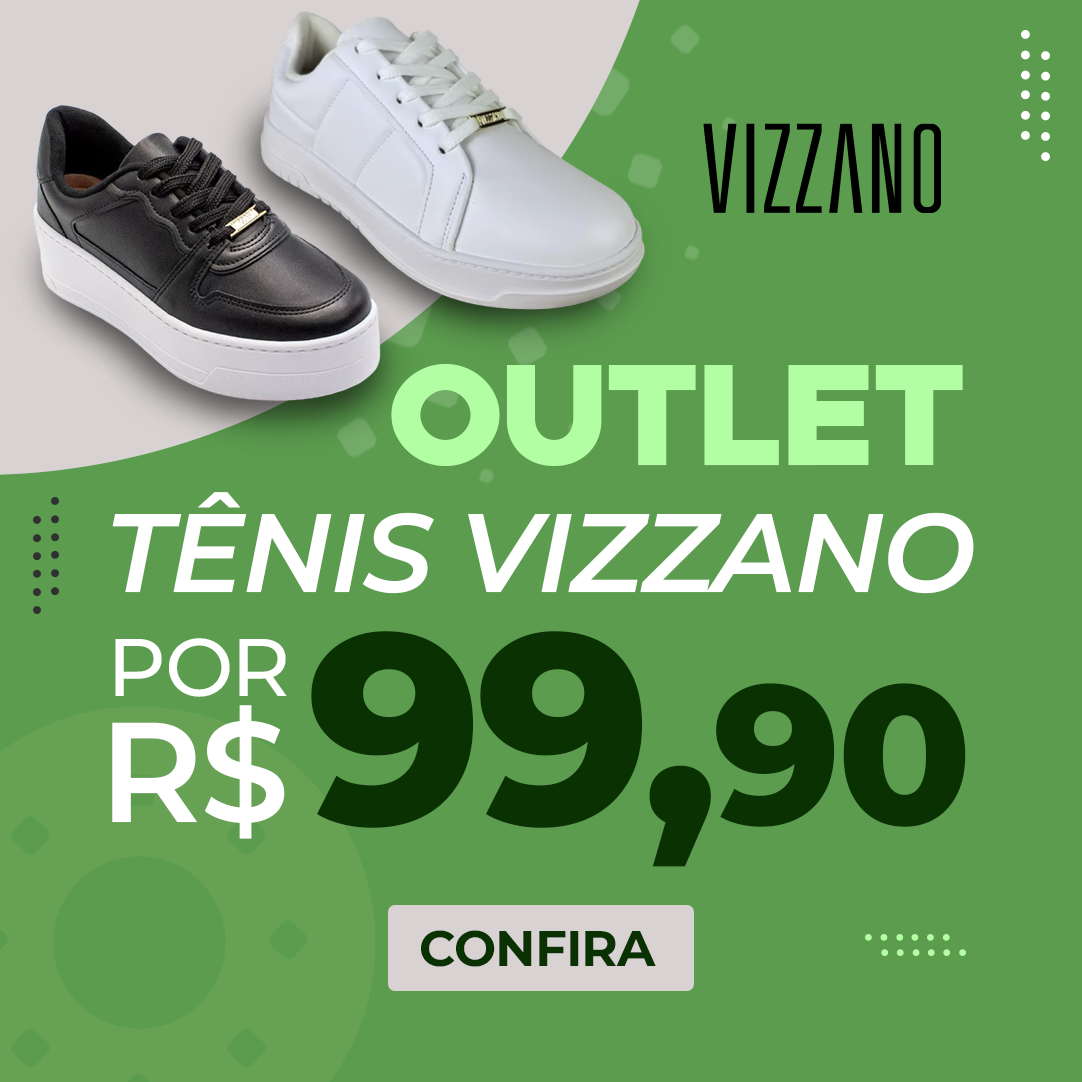 VIZZANO
OUTLET
TÊNIS VIZZANO
POR
R$ 99,90
CONFIRA